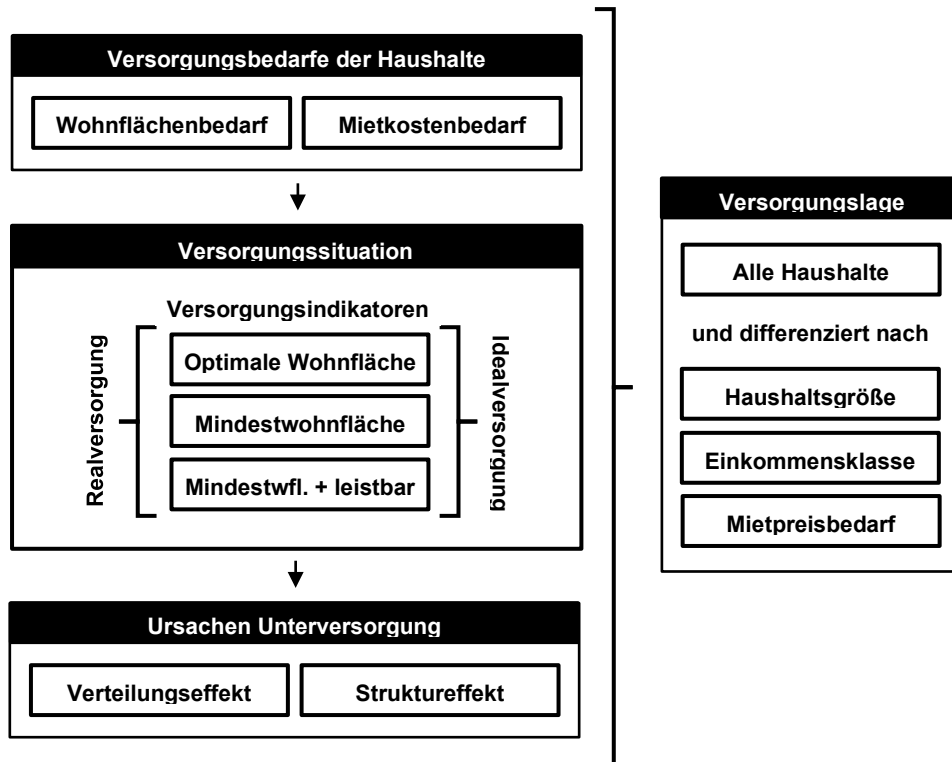 Versorgungsbedarfe der Haushalte
Wohnflächenbedarf
Mietkostenbedarf
Versorgungssituation
Versorgungsindikatoren
Realversorgung
Optimale Wohnfläche
Mindestwohnfläche
Mindestwfl. + leistbar
Idealversorgung
Ursachen Unterversorgung
Verteilungseffekt
Struktureffekt
Versorgungslage
Alle Haushalte
und differenziert nach
Haushaltsgröße
Einkommensklasse
Mietpreisbedarf